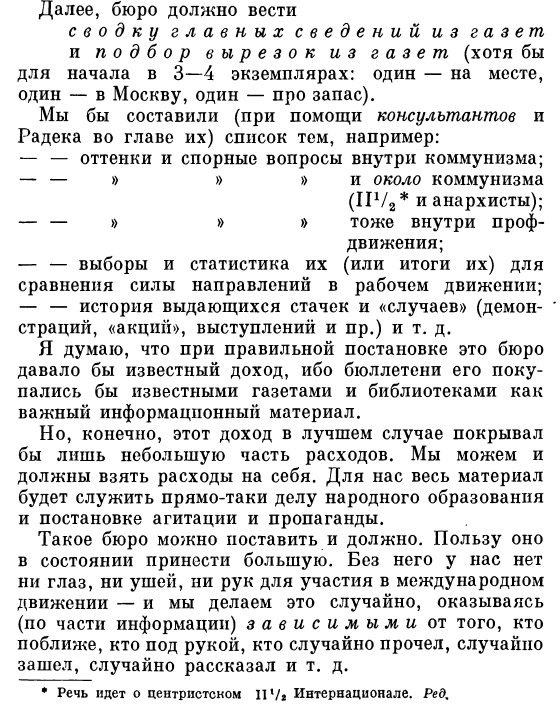 Далее, бюро должно вести
сводку главных сведений из газет
и подбор вырезок из газет (хотя бы
для начала в 3—4 экземплярах: один — на месте,
один — в Москву, один — про запас).
Мы бы составили (при помощи консультантов и
Радека во главе их) список тем, например:
— — оттенки и спорные вопросы внутри коммунизма;
— — » » » и около коммунизма
(II¹/₂* и анархисты);
— — » » » тоже внутри проф-
движения;
— — выборы и статистика их (или итоги их) для
сравнения силы направлений в рабочем движении;
— — история выдающихся стачек и «случаев» (демон-
страций, «акций», выступлений и пр.) и т. д.
Я думаю, что при правильной постановке это бюро
давало бы известный доход, ибо бюллетени его поку-
пались бы известными газетами и библиотеками как
важный информационный материал.
Но, конечно, этот доход в лучшем случае покрывал
бы лишь небольшую часть расходов. Мы можем и
должны взять расходы на себя. Для нас весь материал
будет служить прямо-таки делу народного образования
и постановке агитации и пропаганды.
Такое бюро можно поставить и должно. Пользу оно
в состоянии принести большую. Без него у нас нет
ни глаз, ни ушей, ни рук для участия в международном
движении — и мы делаем это случайно, оказываясь
(по части информации) зависимыми от того, кто
поближе, кто под рукой, кто случайно прочел, случайно
зашел, случайно рассказал и т. д.
* Речь идет о центристском II¹/₂ Интернационале. Ред.